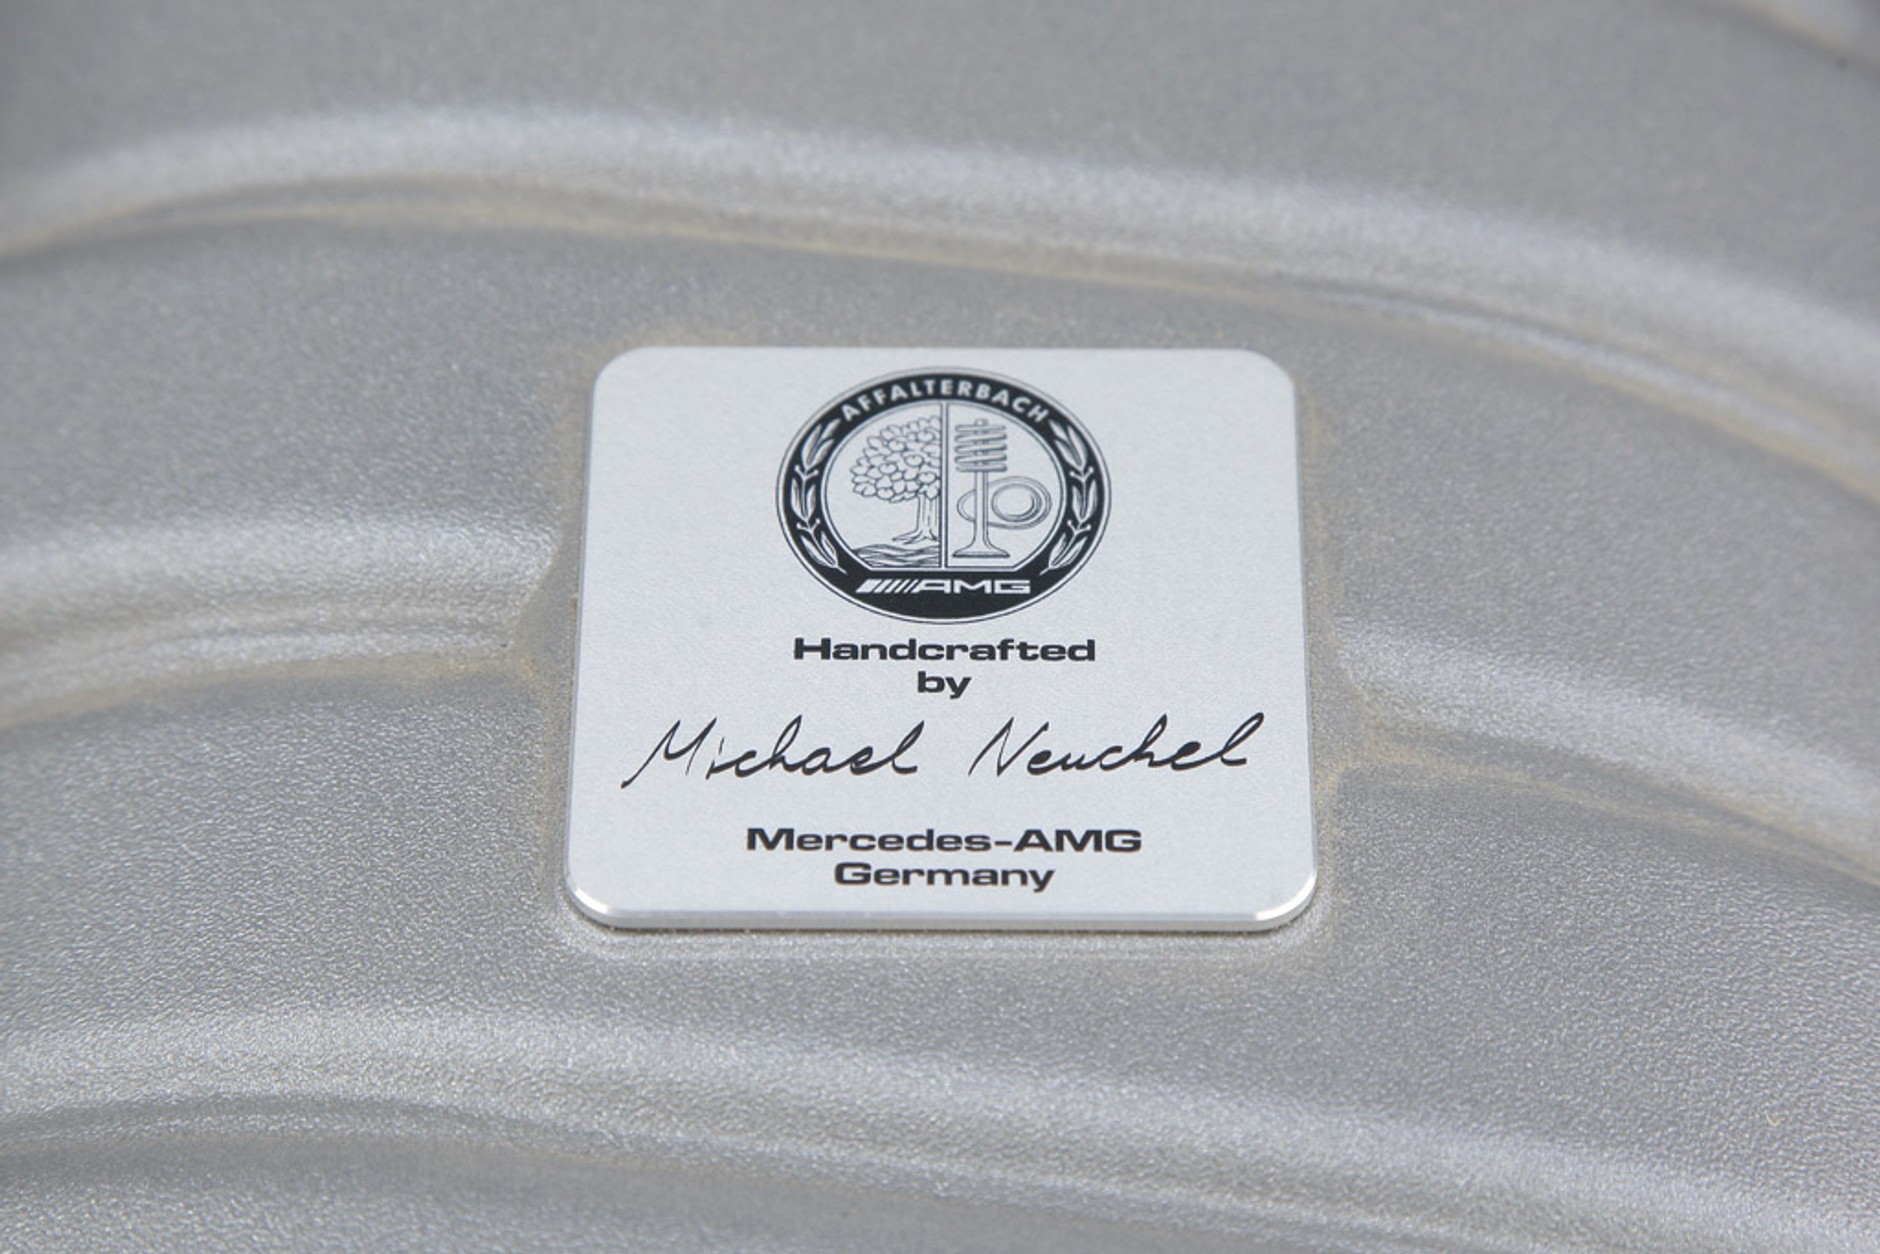 AFFALTERBACH
AMG
Handcrafted
by
Michael Neuchel
Mercedes-AMG
Germany